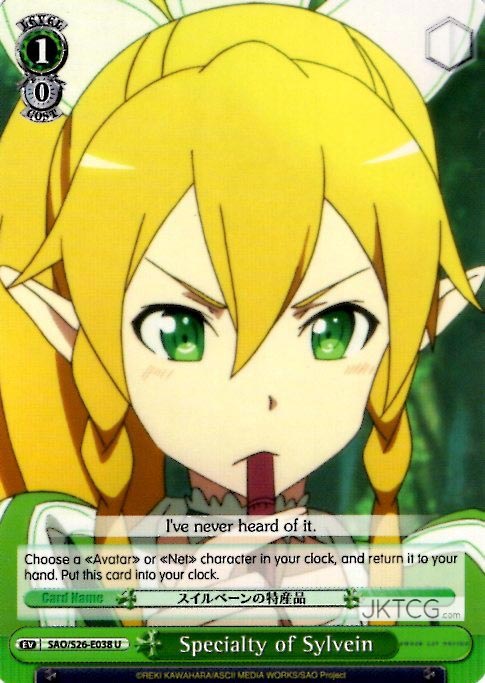 LEVEL
1
0
COST
I've never heard of it.
Choose a «Avatar» or «Net» character in your clock, and return it to your
hand. Put this card into your clock.
Card Name
スイルベーンの特産品
JKTCG.com
EV SAO/S26-E038 U
Specialty of Sylvein
©REKI KAWAHARA/ASCII MEDIA WORKS/SAO Project